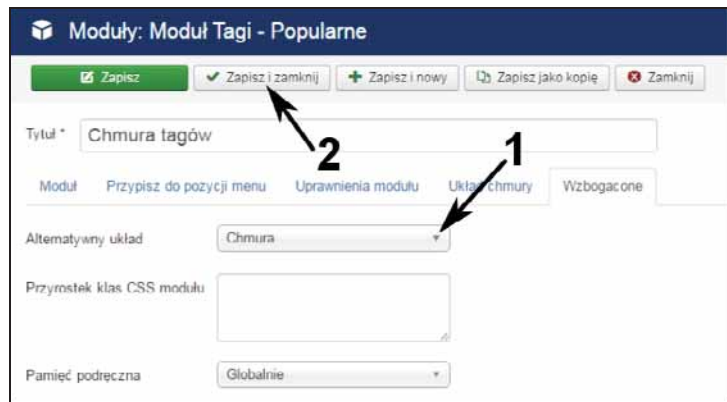 Moduły: Moduł Tagi - Popularne
Zapisz Zapisz i zamknij Zapisz i nowy Zapisz jako kopię Zamknij
Tytuł * Chmura tagów
2 1
Moduł Przypisz do pozycji menu Uprawnienia modułu Układ chmury Wzbogacone
Alternatywny układ Chmura
Przyrostek klas CSS modułu
Pamięć podręczna Globalnie